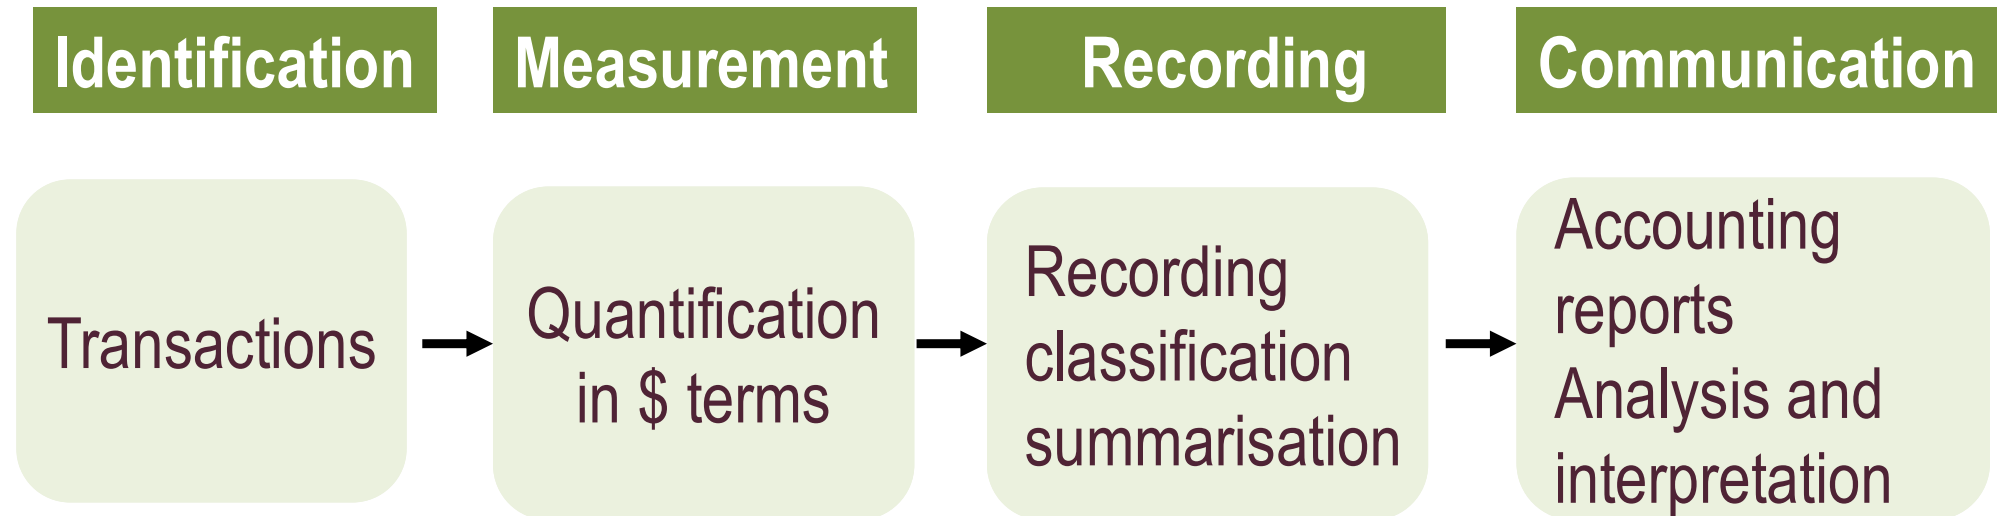 Identification
Measurement
Recording
Communication
Transactions
Quantification
in $ terms
Recording
classification
summarisation
Accounting
reports
Analysis and
interpretation